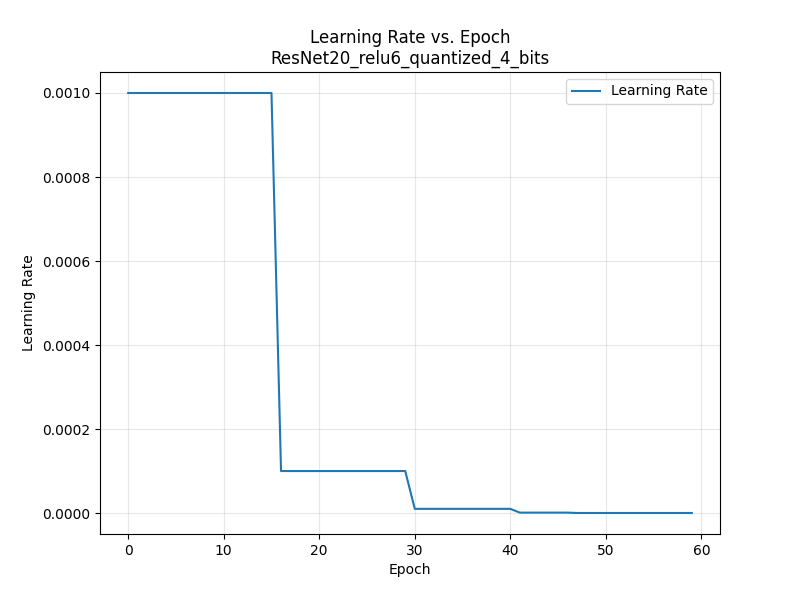 Learning Rate vs. Epoch
ResNet20_relu6_quantized_4_bits
Learning Rate
0.0010
0.0008
0.0006
0.0004
0.0002
0.0000
Learning Rate
0 10 20 30 40 50 60
Epoch